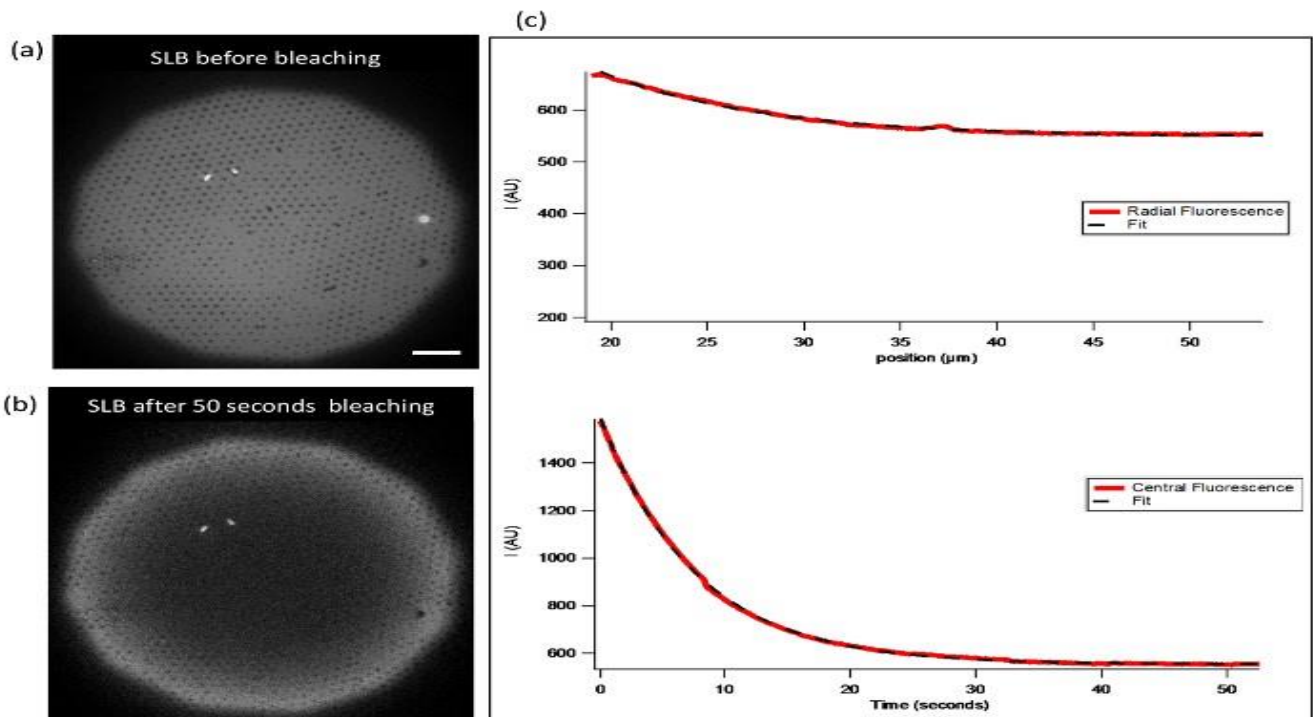 (a)
SLB before bleaching
(b)
SLB after 50 seconds  bleaching
(c)
600
500
400
300
200
I (AU)
Radial Fluorescence
Fit
20 25 30 35 40 45 50
position (µm)
1400
1200
1000
800
600
I (AU)
Central Fluorescence
Fit
0 10 20 30 40 50
Time (seconds)